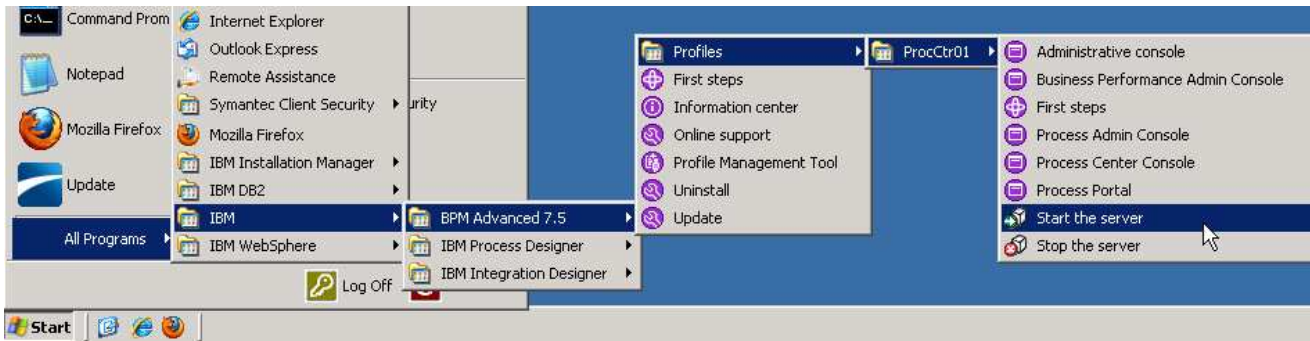 Command Prom
Notepad
Mozilla Firefox
Update
All Programs
Internet Explorer
Outlook Express
Remote Assistance
Symantec Client Security
urity
Mozilla Firefox
IBM Installation Manager
IBM DB2
IBM
IBM WebSphere
Log Off
BPM Advanced 7.5
IBM Process Designer
IBM Integration Designer
Profiles
First steps
Information center
Online support
Profile Management Tool
Uninstall
Update
ProcCtr01
Administrative console
Business Performance Admin Console
First steps
Process Admin Console
Process Center Console
Process Portal
Start the server
Stop the server
Start